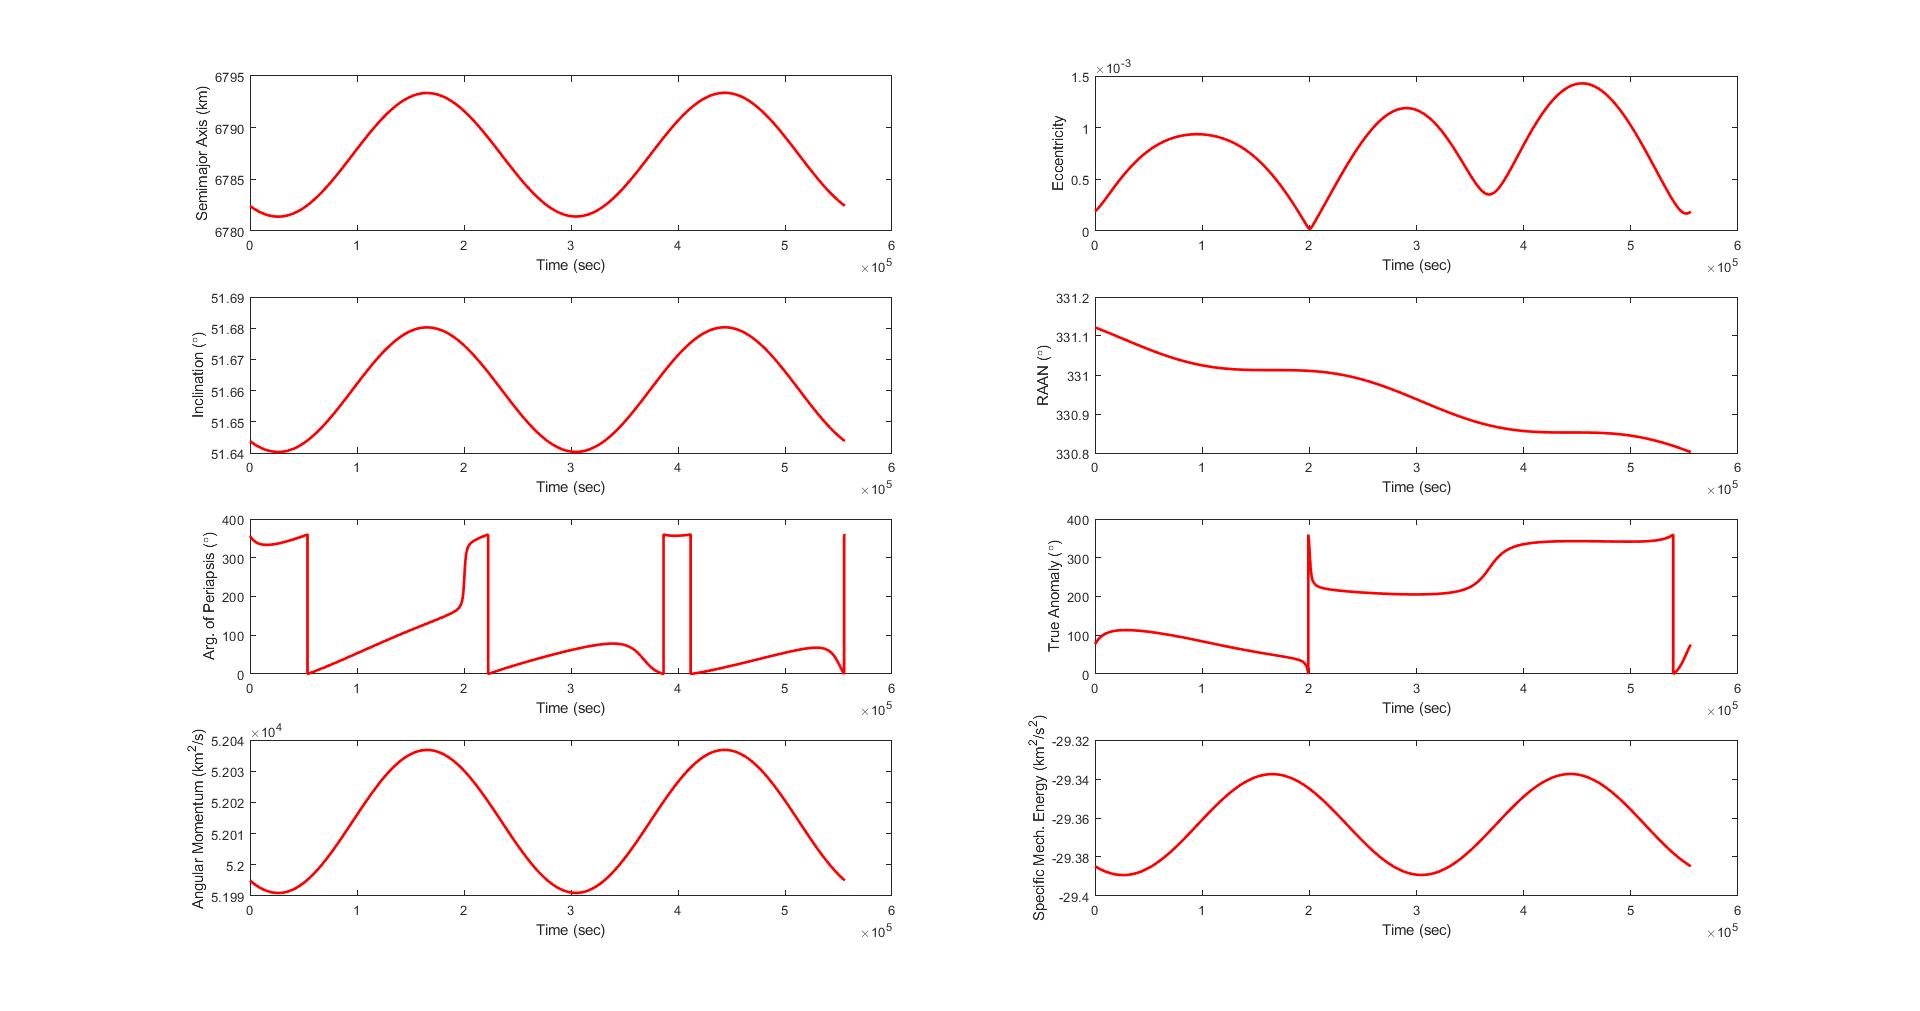 Semimajor Axis (km)
6795
6790
6785
6780
0 1 2 3 4 5 6
Time (sec)
×10^5
Eccentricity
×10^-3
1.5
1
0.5
0
0 1 2 3 4 5 6
Time (sec)
×10^5
Inclination (°)
51.69
51.68
51.67
51.66
51.65
51.64
0 1 2 3 4 5 6
Time (sec)
×10^5
RAAN (°)
331.2
331.1
331
330.9
330.8
0 1 2 3 4 5 6
Time (sec)
×10^5
Arg. of Periapsis (°)
400
300
200
100
0
0 1 2 3 4 5 6
Time (sec)
×10^5
True Anomaly (°)
400
300
200
100
0
0 1 2 3 4 5 6
Time (sec)
×10^5
Angular Momentum (km^2/s)
×10^4
5.204
5.203
5.202
5.201
5.2
5.199
0 1 2 3 4 5 6
Time (sec)
×10^5
Specific Mech. Energy (km^2/s^2)
-29.32
-29.34
-29.36
-29.38
-29.4
0 1 2 3 4 5 6
Time (sec)
×10^5